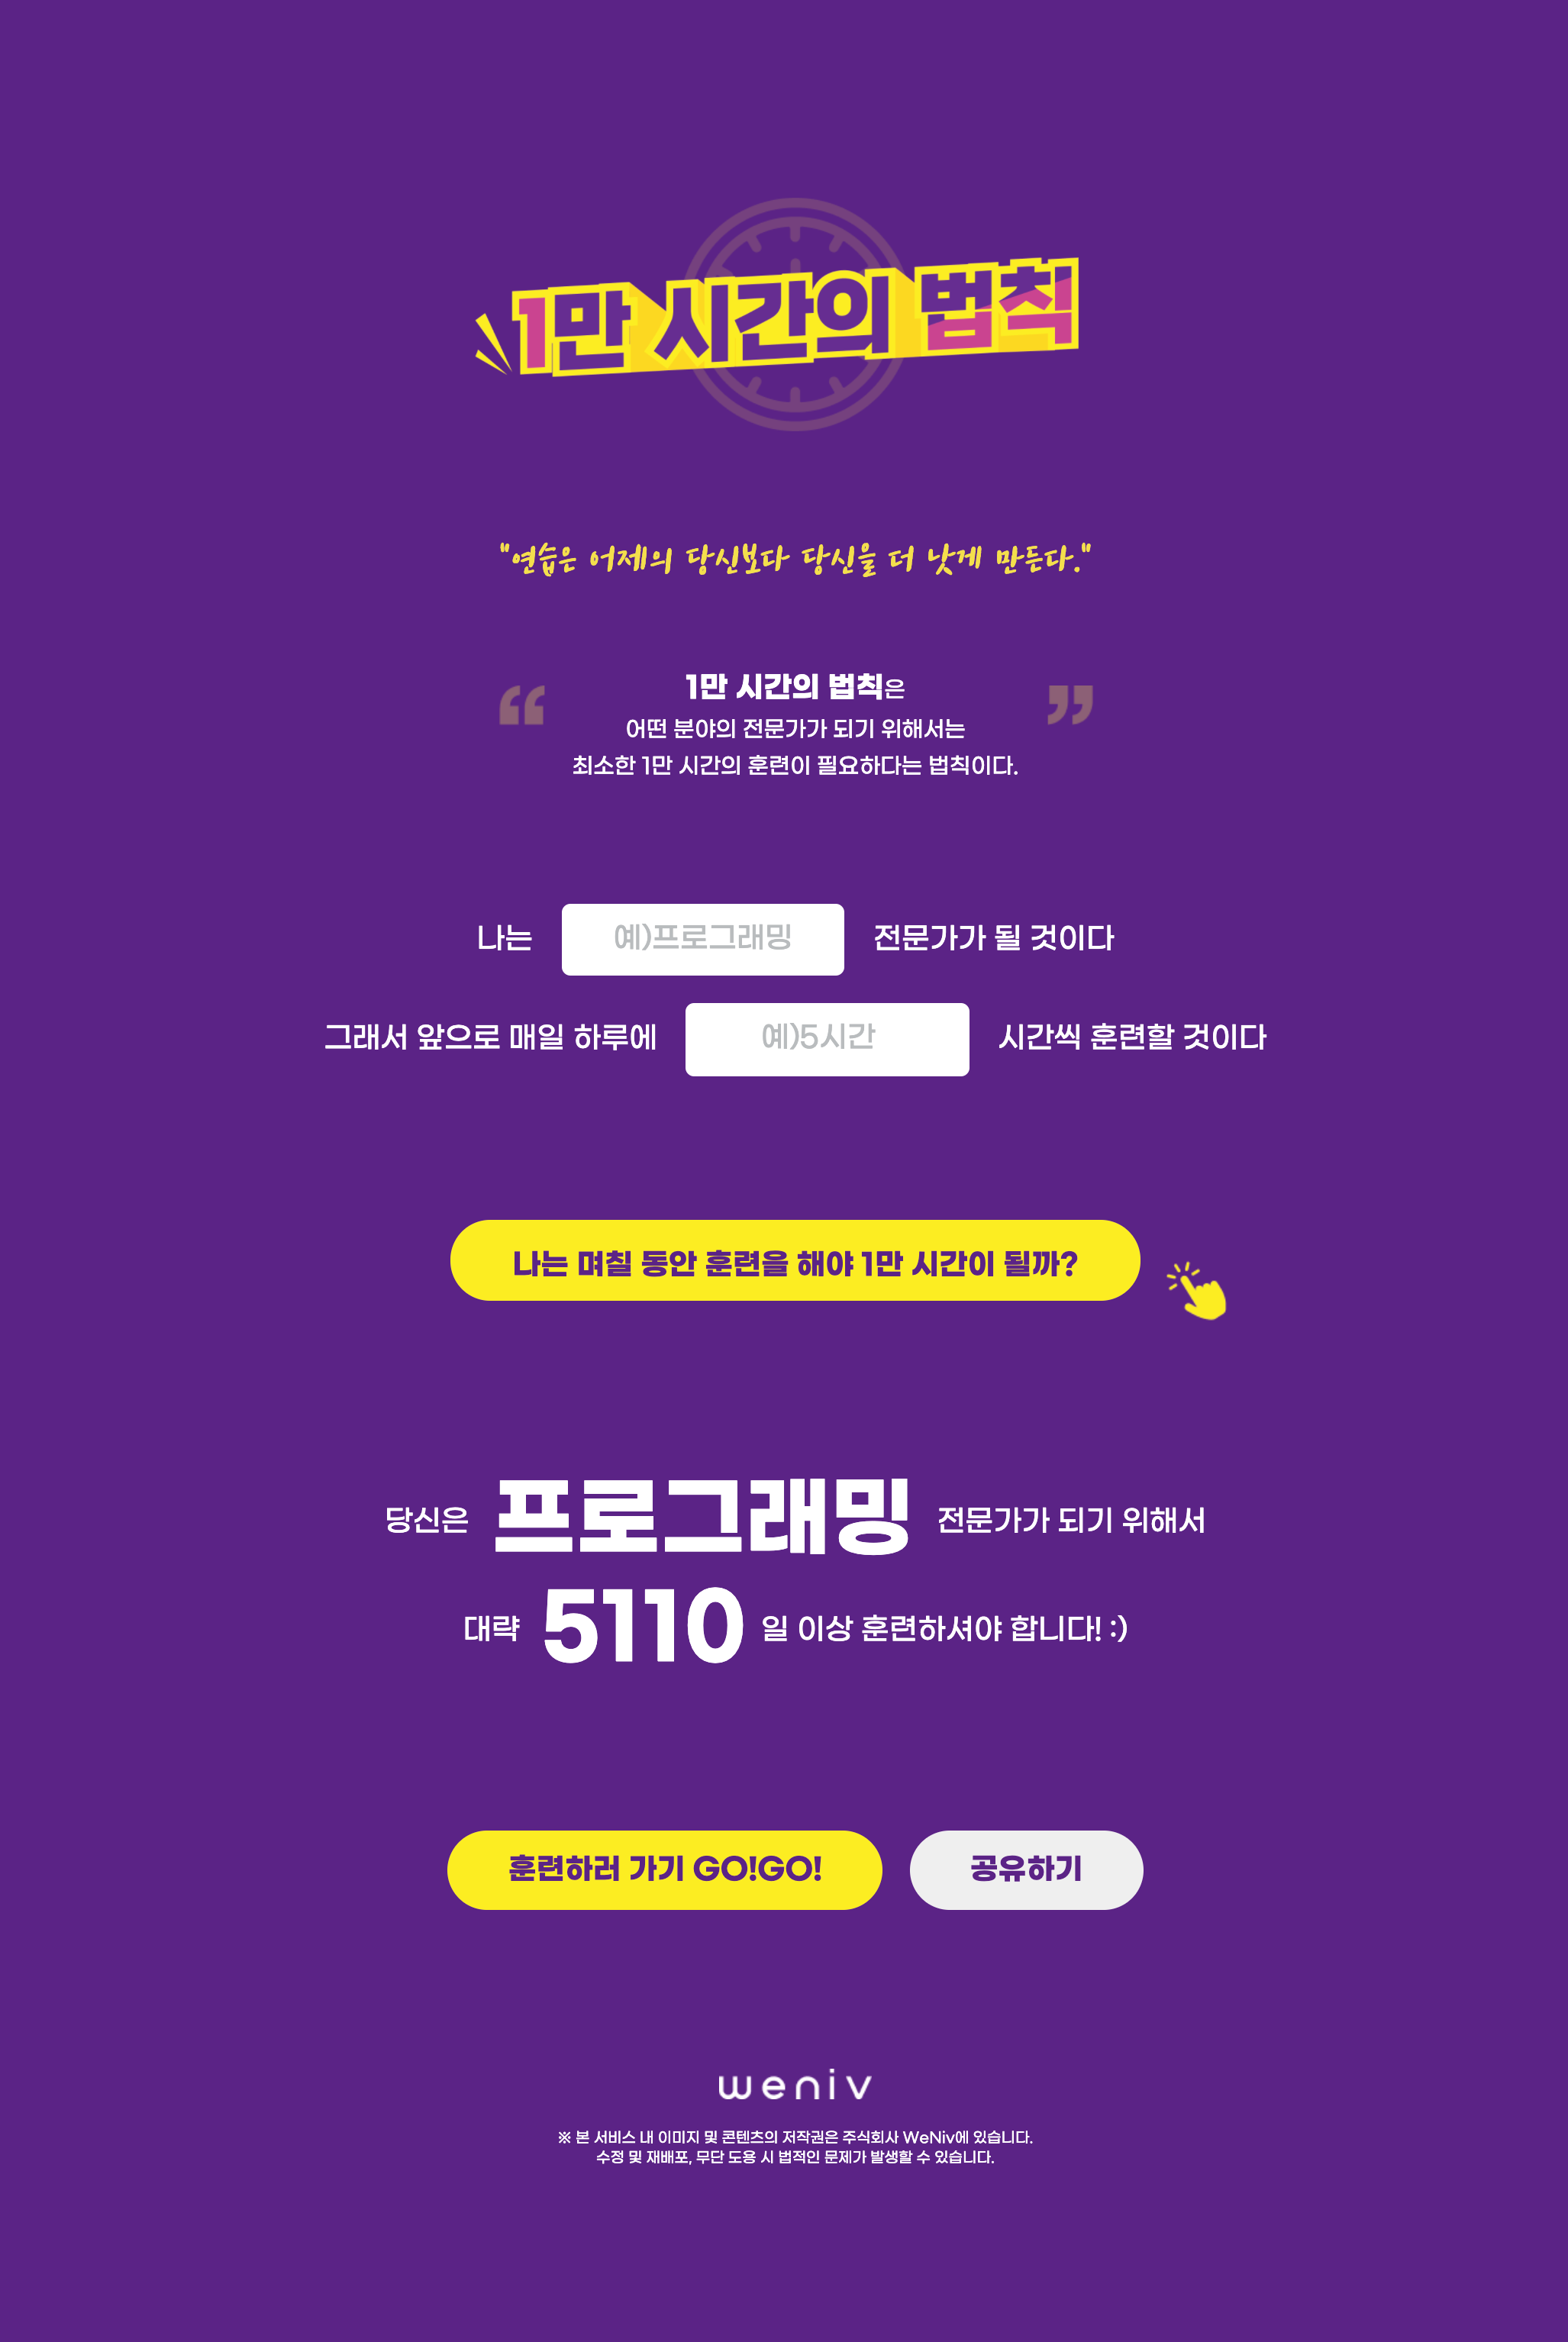 1만 시간의 법칙
"연습은 어제의 당신보다 당신을 더 낫게 만든다."
“ 1만 시간의 법칙은 ”
어떤 분야의 전문가가 되기 위해서는
최소한 1만 시간의 훈련이 필요하다는 법칙이다.
나는 예)프로그래밍 전문가가 될 것이다
그래서 앞으로 매일 하루에 예)5시간 시간씩 훈련할 것이다
나는 며칠 동안 훈련을 해야 1만 시간이 될까?
당신은 프로그래밍 전문가가 되기 위해서
대략 5110 일 이상 훈련하셔야 합니다! :)
훈련하러 가기 GO!GO! 공유하기
weniv
※ 본 서비스 내 이미지 및 콘텐츠의 저작권은 주식회사 WeNiv에 있습니다.
수정 및 재배포, 무단 도용 시 법적인 문제가 발생할 수 있습니다.